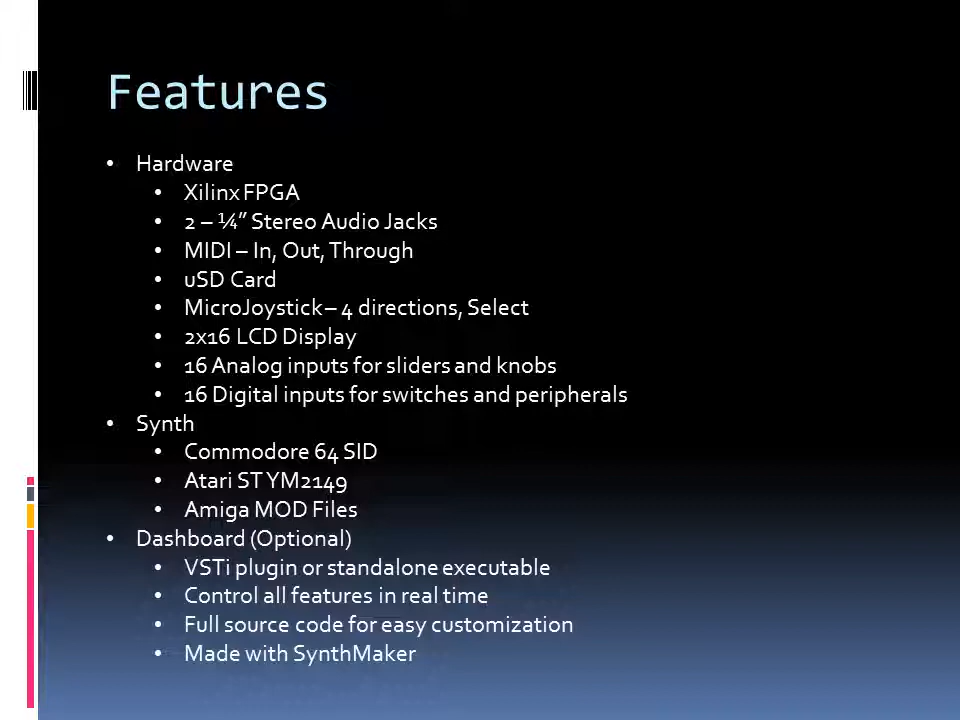 Features
• Hardware
• Xilinx FPGA
• 2 – ¼” Stereo Audio Jacks
• MIDI – In, Out, Through
• uSD Card
• MicroJoystick – 4 directions, Select
• 2x16 LCD Display
• 16 Analog inputs for sliders and knobs
• 16 Digital inputs for switches and peripherals
• Synth
• Commodore 64 SID
• Atari ST YM2149
• Amiga MOD Files
• Dashboard (Optional)
• VSTi plugin or standalone executable
• Control all features in real time
• Full source code for easy customization
• Made with SynthMaker